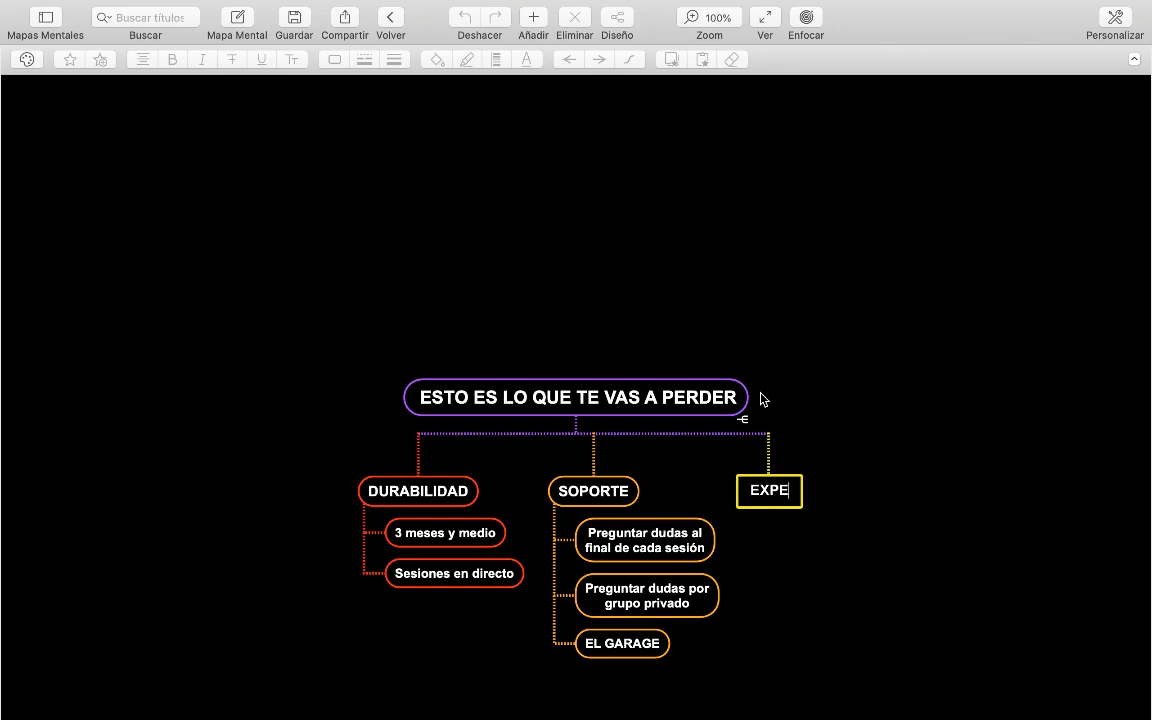 Buscar títulos
100%
Mapas Mentales
Buscar
Mapa Mental
Guardar
Compartir
Volver
Deshacer
Añadir
Eliminar
Diseño
Zoom
Ver
Enfocar
Personalizar
ESTO ES LO QUE TE VAS A PERDER
DURABILIDAD
3 meses y medio
Sesiones en directo
SOPORTE
Preguntar dudas al
final de cada sesión
Preguntar dudas por
grupo privado
EL GARAGE
EXPE